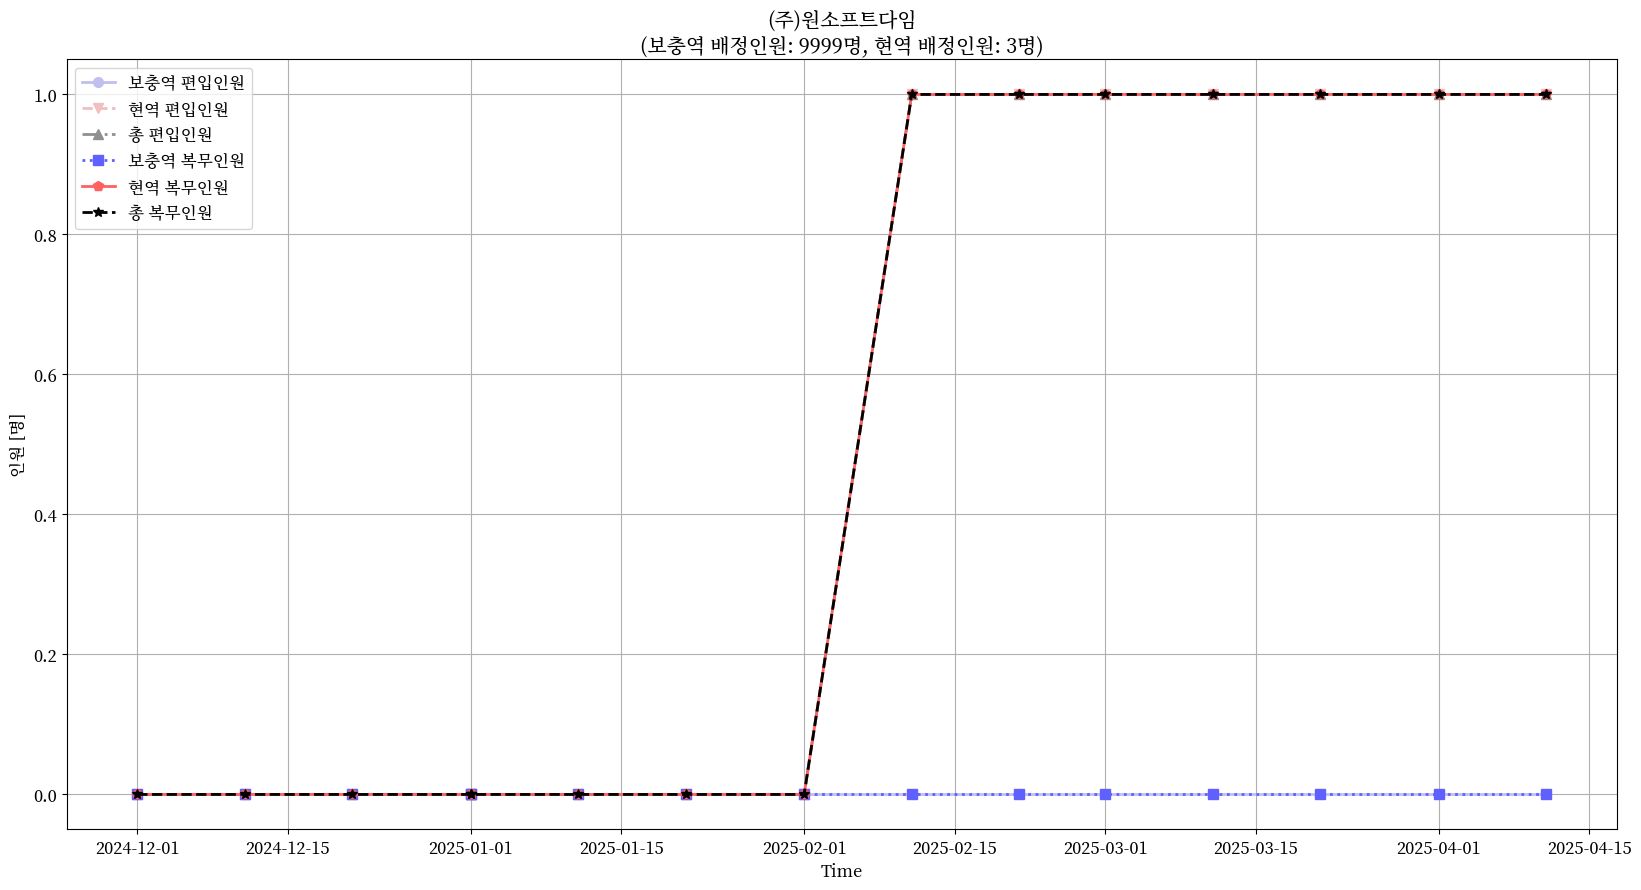 (주)원소프트다임
(보충역 배정인원: 9999명, 현역 배정인원: 3명)
보충역 편입인원
현역 편입인원
총 편입인원
보충역 복무인원
현역 복무인원
총 복무인원
1.0
0.8
0.6
0.4
0.2
0.0
인원 [명]
2024-12-01 2024-12-15 2025-01-01 2025-01-15 2025-02-01 2025-02-15 2025-03-01 2025-03-15 2025-04-01 2025-04-15
Time